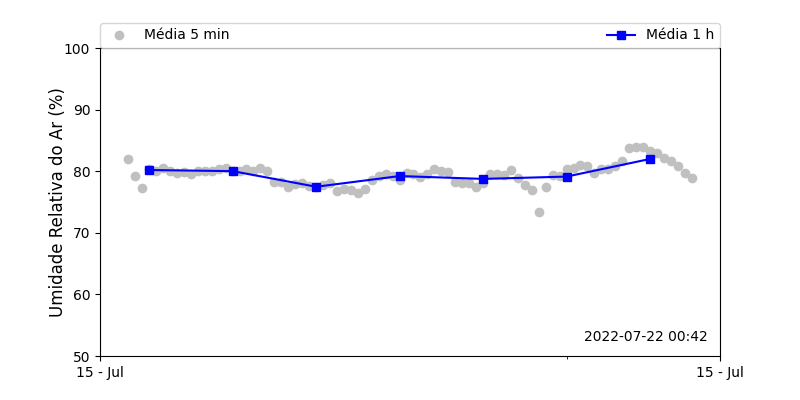 Média 5 min
Média 1 h
100
90
80
70
60
50
Umidade Relativa do Ar (%)
2022-07-22 00:42
15 - Jul
15 - Jul